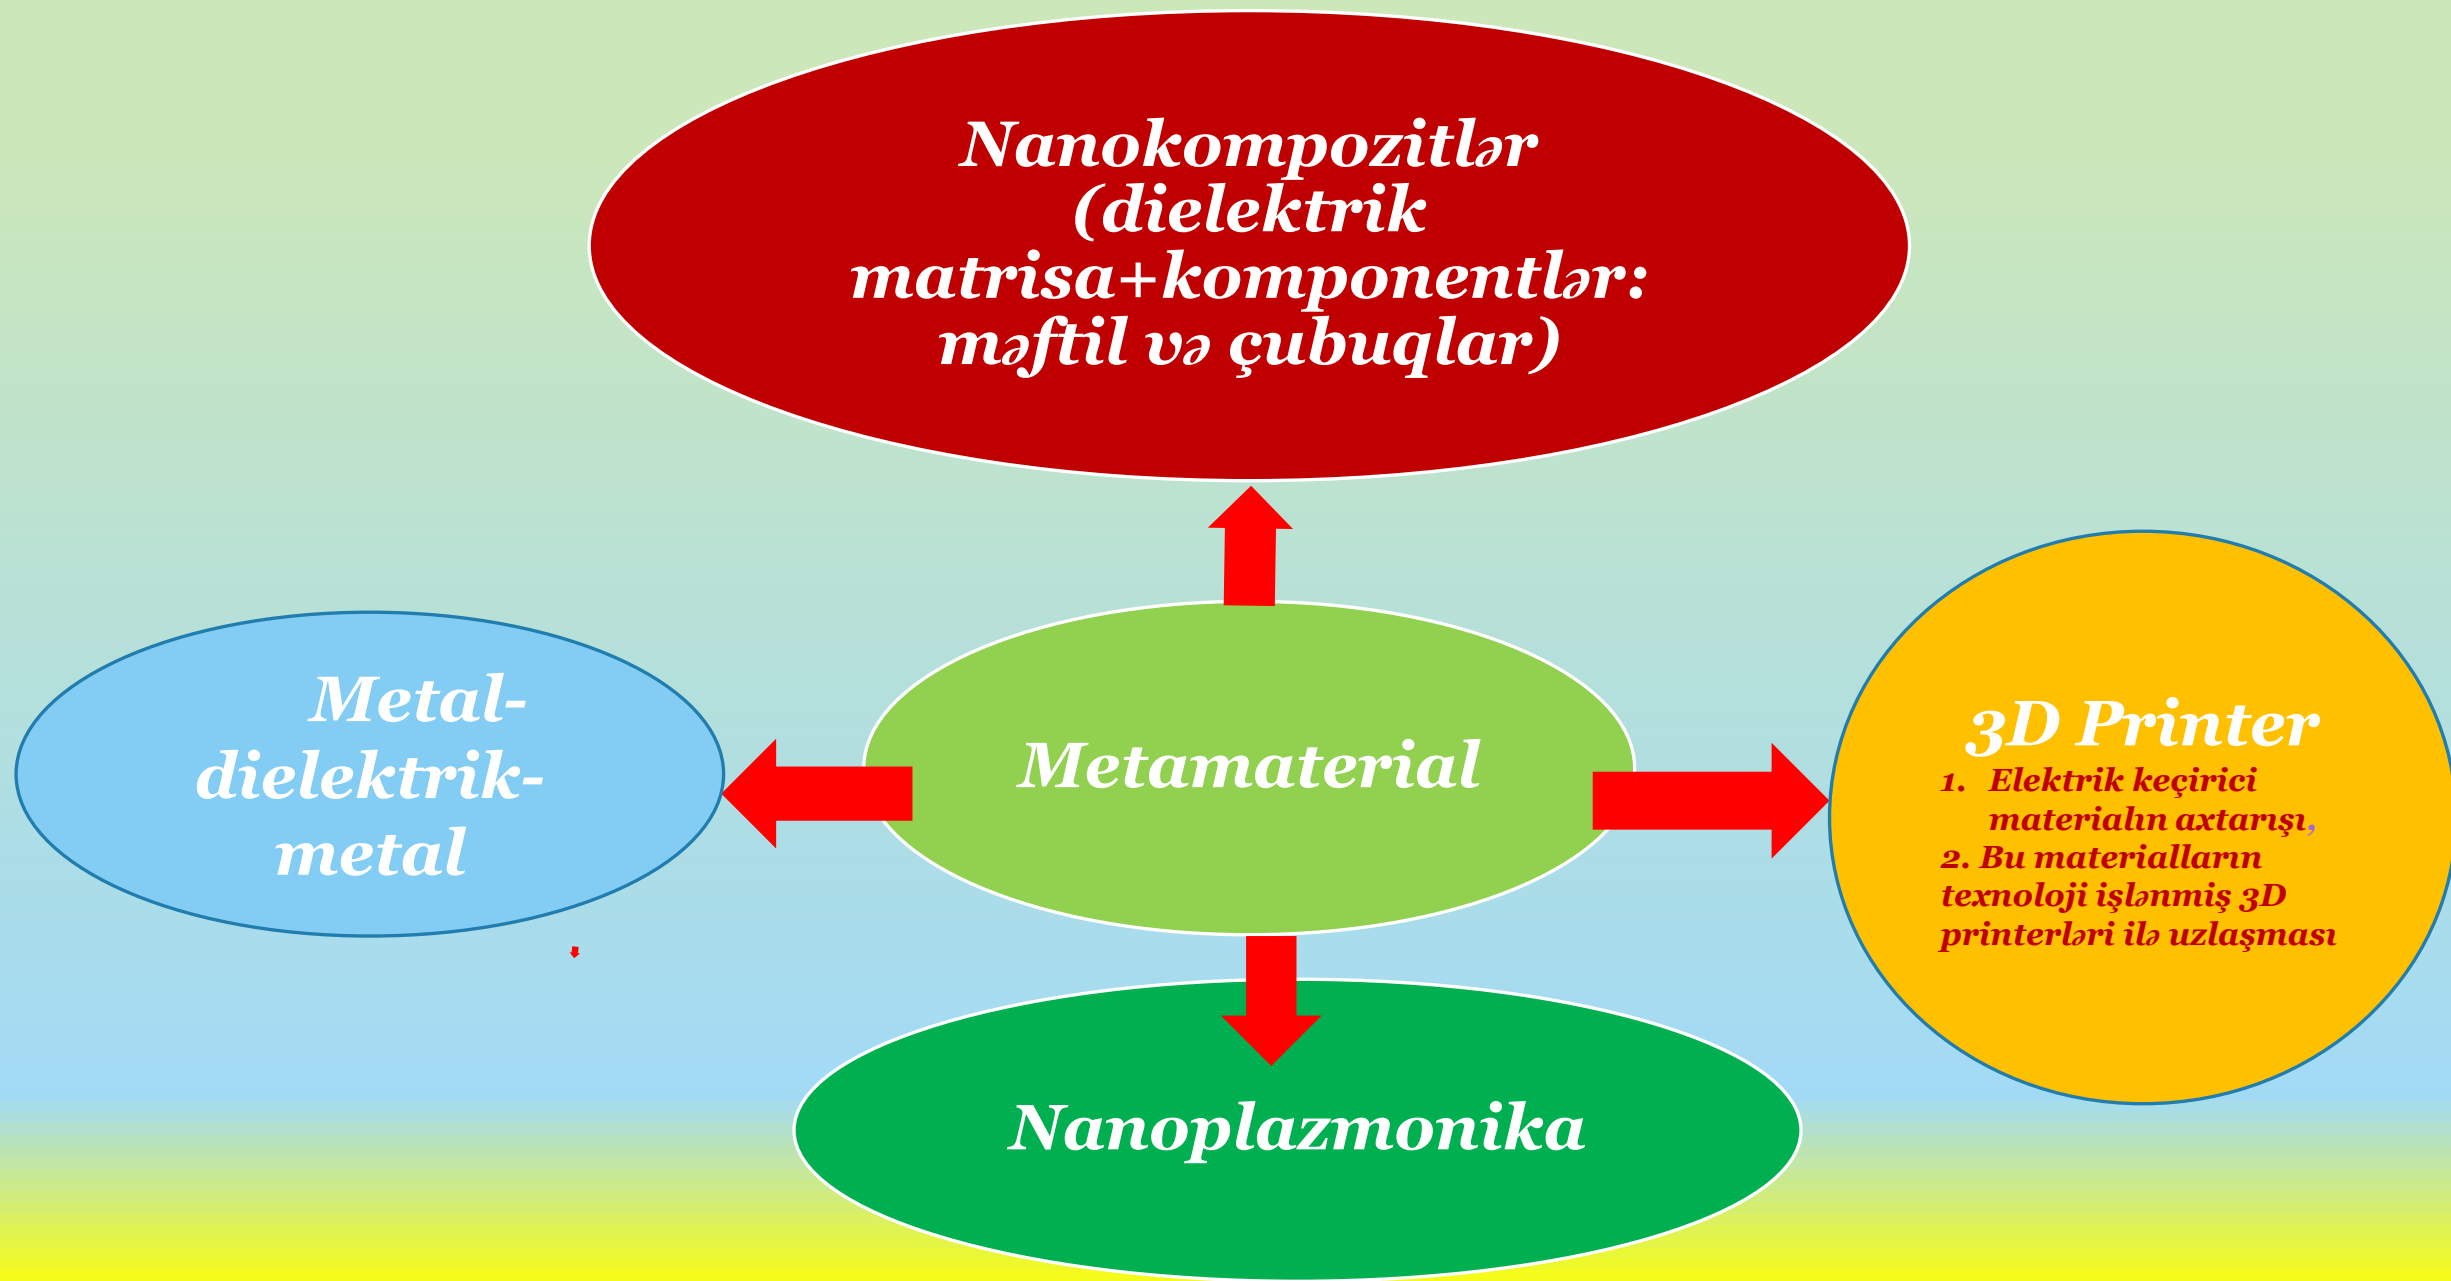 Nanokompozitlər
(dielektrik
matrisa+komponentlər:
məftil və çubuqlar)
Metal-
dielektrik-
metal
Metamaterial
3D Printer
1. Elektrik keçirici
materialın axtarışı,
2. Bu materialların
texnoloji işlənmiş 3D
printerləri ilə uzlaşması
Nanoplazmonika